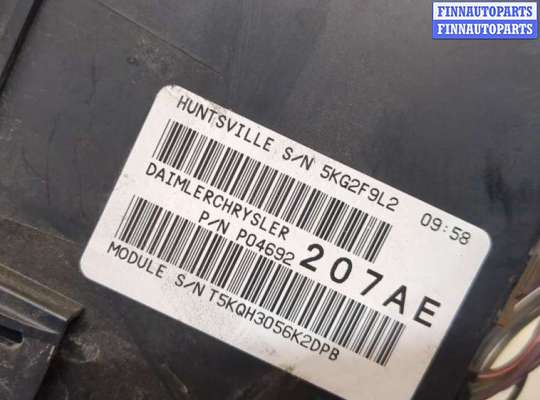 FINNAUTOPARTS
FINNAUTOPARTS
HUNTSVILLE S/N 5KG2F9L2 09:58
DAIMLERCHRYSLER
P/N P04692 207AE
MODULE S/N T5KQH3056K2DPB